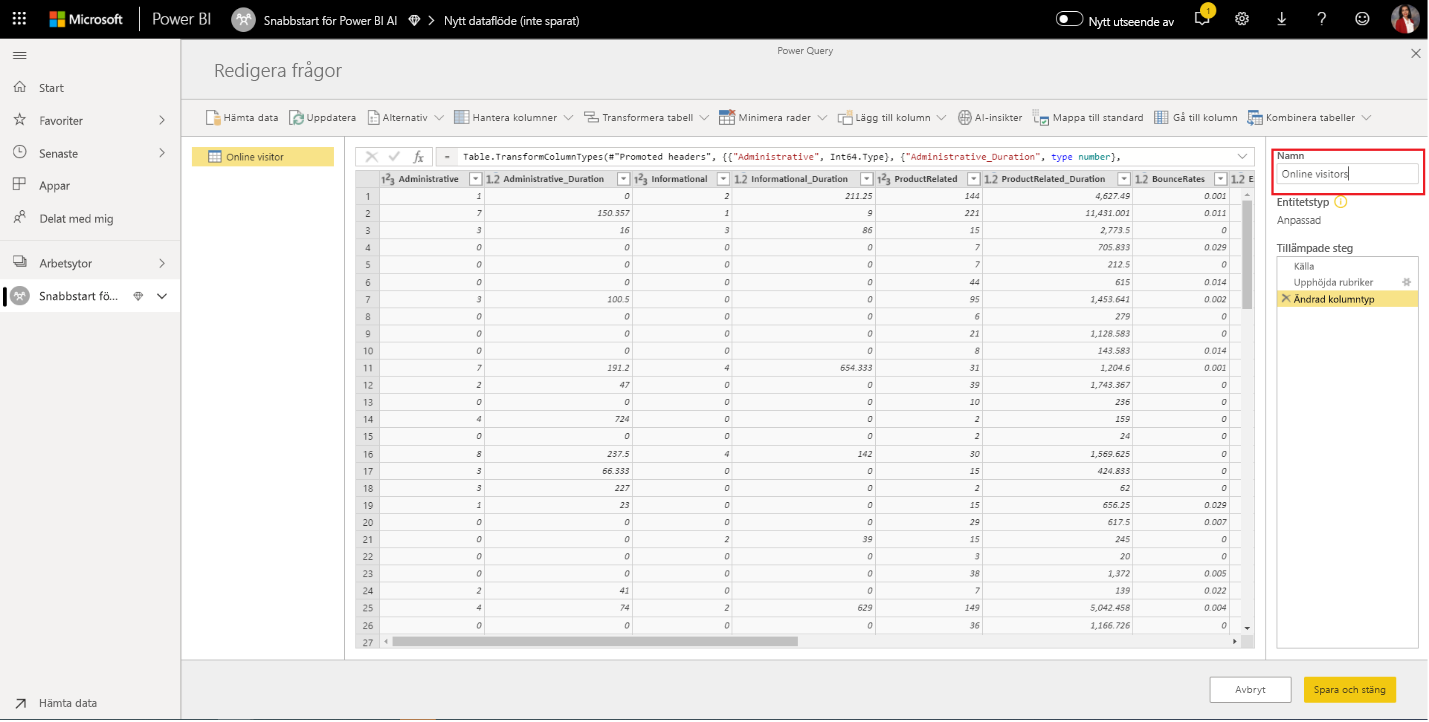 Microsoft Power BI Snabbstart för Power BI AI Nytt dataflöde (inte sparat) Nytt utseende av 1 ?
Start
Favoriter
Senaste
Appar
Delat med mig
Arbetsytor
Snabbstart fö...
Hämta data
Power Query
Redigera frågor
Hämta data Uppdatera Alternativ Hantera kolumner Transformera tabell Minimera rader Lägg till kolumn AI-insikter Mappa till standard Gå till kolumn Kombinera tabeller
Online visitor
fx = Table.TransformColumnTypes(#"Promoted headers", {{"Administrative", Int64.Type}, {"Administrative_Duration", type number},
1²3 Administrative 1.2 Administrative_Duration 1²3 Informational 1.2 Informational_Duration 1²3 ProductRelated 1.2 ProductRelated_Duration 1.2 BounceRates 1.2 E
1 1 0 2 211.25 144 4,627.49 0.001
2 7 150.357 1 9 221 11,431.001 0.011
3 3 16 3 86 15 2,773.5 0
4 0 0 0 0 7 705.833 0.029
5 0 0 0 0 7 212.5 0
6 0 0 0 0 44 615 0.014
7 3 100.5 0 0 95 1,453.641 0.002
8 0 0 0 0 6 279 0
9 0 0 0 0 21 1,128.583 0
10 0 0 0 0 8 143.583 0.014
11 7 191.2 4 654.333 31 1,204.6 0.001
12 2 47 0 0 39 1,743.367 0
13 0 0 0 0 10 236 0
14 4 724 0 0 2 159 0
15 0 0 0 0 2 24 0
16 8 237.5 4 142 30 1,569.625 0
17 3 66.333 0 0 15 424.833 0
18 3 227 0 0 2 62 0
19 1 23 0 0 15 656.25 0.029
20 0 0 0 0 29 617.5 0.007
21 0 0 2 39 15 245 0
22 0 0 0 0 3 20 0
23 0 0 0 0 38 1,372 0.005
24 2 41 0 0 7 139 0.022
25 4 74 2 629 149 5,042.458 0.004
26 0 0 0 0 36 1,166.726 0
27
Namn
Online visitors
Entitetstyp
Anpassad
Tillämpade steg
Källa
Upphöjda rubriker
Ändrad kolumntyp
Avbryt Spara och stäng